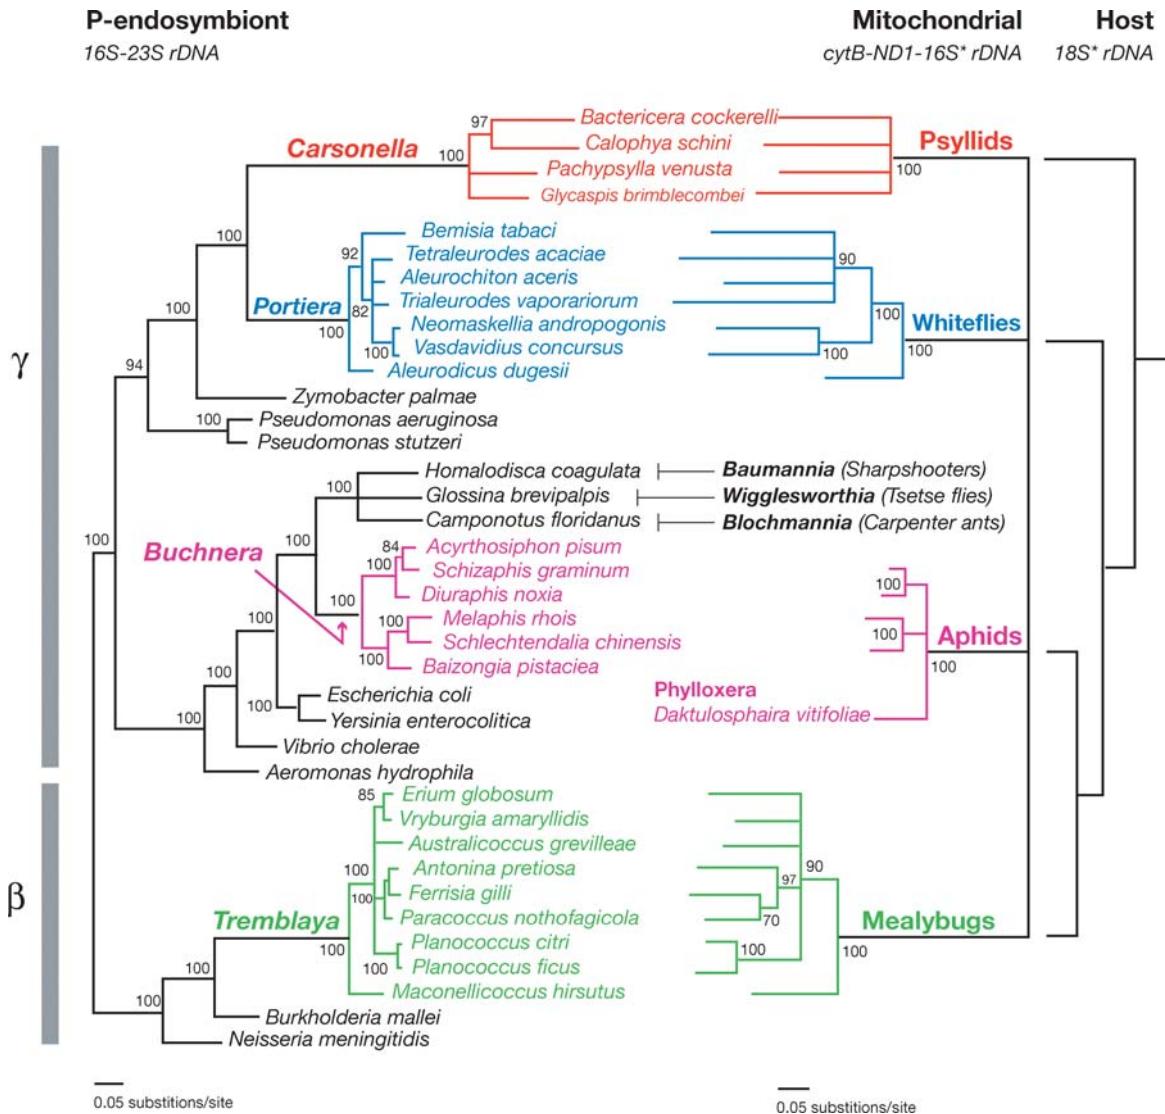 P-endosymbiont Mitochondrial Host
16S-23S rDNA cytB-ND1-16S* rDNA 18S* rDNA
97 Bactericera cockerelli
Carsonella Calophya schini Psyllids
100 Pachypsylla venusta 100
Glycaspis brimblecombei
100 Bemisia tabaci
92 Tetraleurodes acaciae 90
Aleurochiton aceris
Portiera Trialeurodes vaporariorum
100 100 82 Neomaskellia andropogonis 100 Whiteflies
100 Vasdavidius concursus 100 100
γ 94 Aleurodicus dugesii
Zymobacter palmae
100 Pseudomonas aeruginosa
Pseudomonas stutzeri
Homalodisca coagulata Baumannia (Sharpshooters)
100 Glossina brevipalpis Wigglesworthia (Tsetse flies)
Camponotus floridanus Blochmannia (Carpenter ants)
100 100 84 Acyrthosiphon pisum
Buchnera 100 Schizaphis graminum 100
100 Diuraphis noxia
100 100 Melaphis rhois
Schlechtendalia chinensis 100 Aphids
100 Baizongia pistaciea 100
100 Escherichia coli Phylloxera
100 Yersinia enterocolitica Daktulosphaira vitifoliae
100 Vibrio cholerae
Aeromonas hydrophila
85 Erium globosum
Vryburgia amaryllidis
Australicoccus grevilleae
100 Antonina pretiosa 90
β 100 Ferrisia gilli 97
Tremblaya Paracoccus nothofagicola 70 Mealybugs
100 Planococcus citri 100 100
100 100 Planococcus ficus
Maconellicoccus hirsutus
100 Burkholderia mallei
Neisseria meningitidis
0.05 substitions/site 0.05 substitions/site